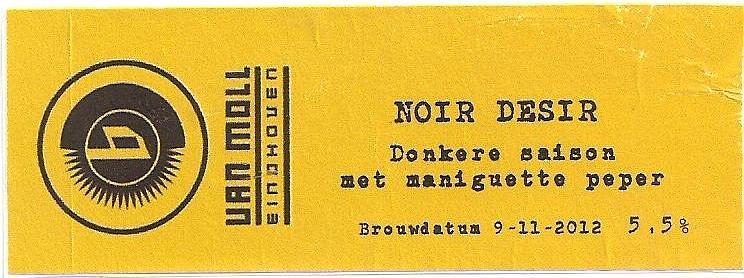 VAN MOLL
EINDHOVEN
NOIR DESIR
Donkere saison
met maniguette peper
Brouwdatum 9-11-2012 5,5%